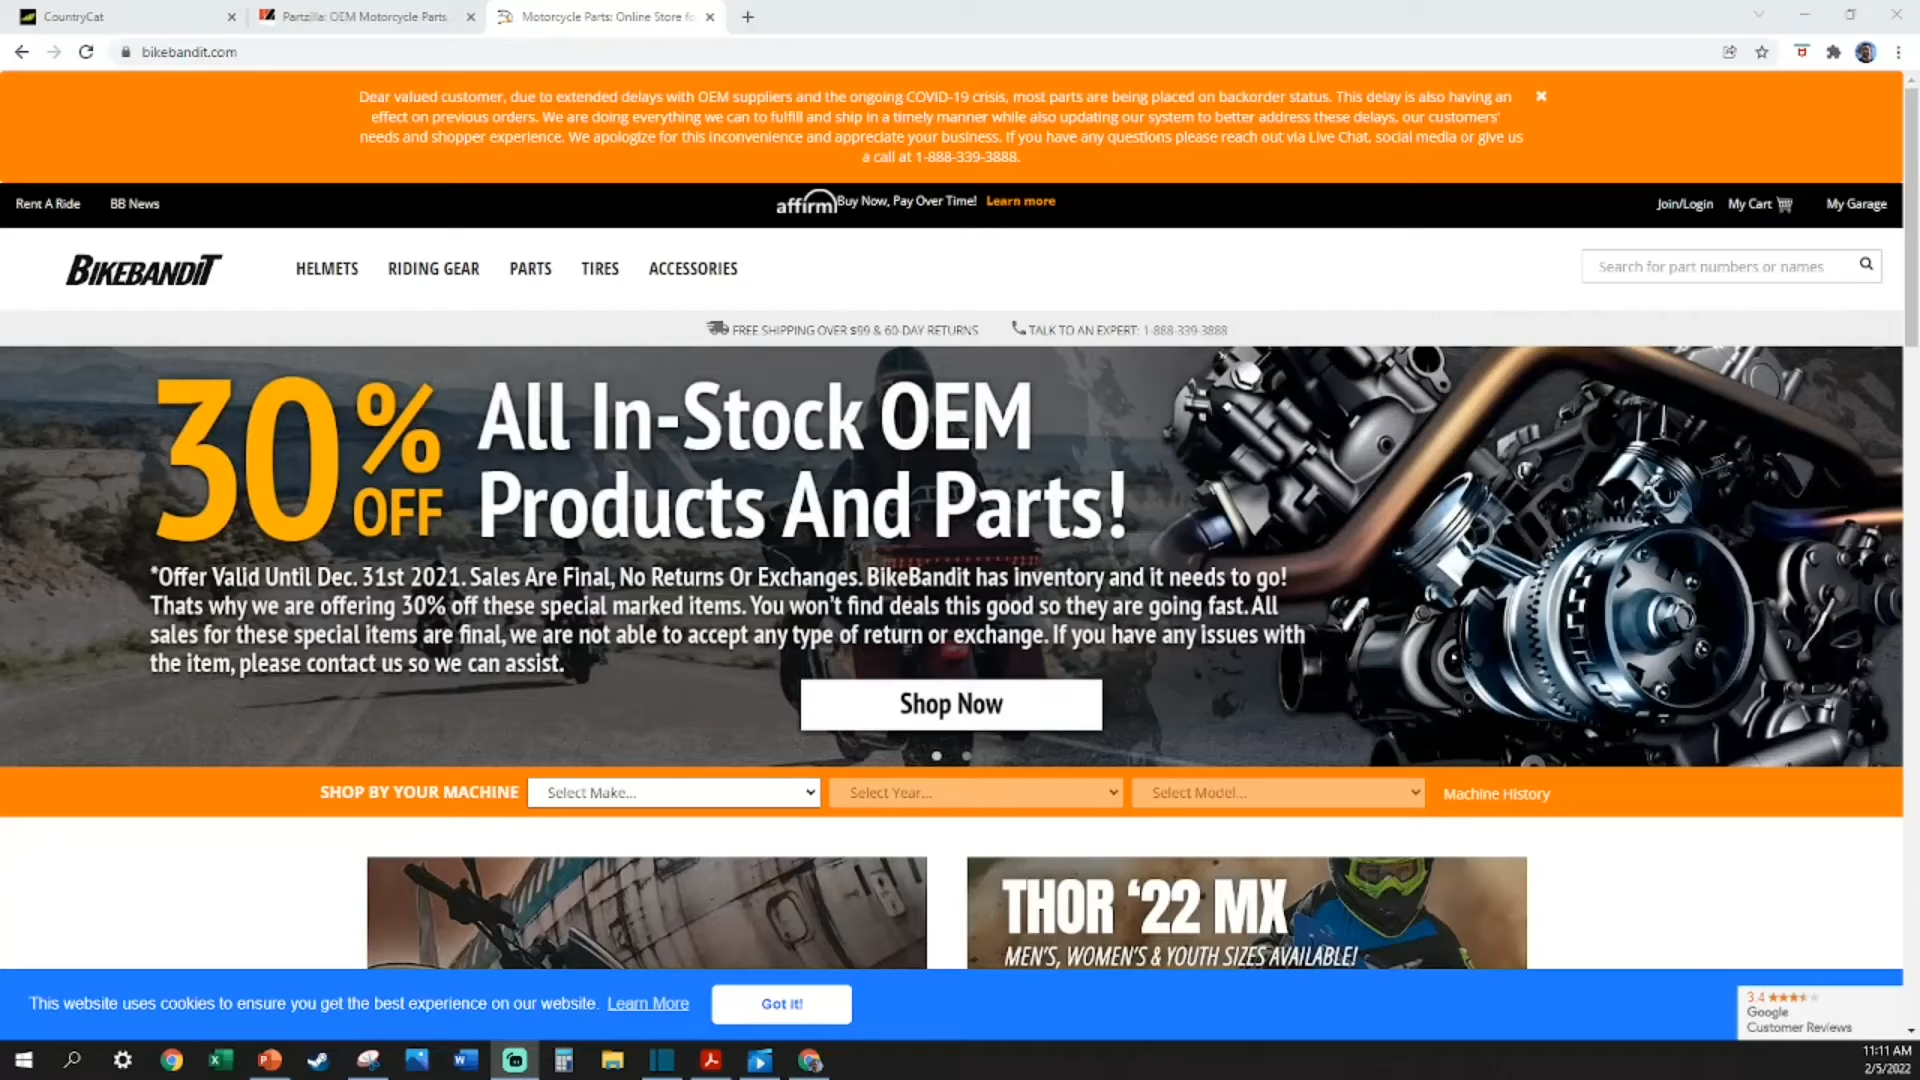 CountryCat
Partzilla: OEM Motorcycle Parts,
Motorcycle Parts: Online Store fo
bikebandit.com
Dear valued customer, due to extended delays with OEM suppliers and the ongoing COVID-19 crisis, most parts are being placed on backorder status. This delay is also having an
effect on previous orders. We are doing everything we can to fulfill and ship in a timely manner while also updating our system to better address these delays, our customers'
needs and shopper experience. We apologize for this inconvenience and appreciate your business. If you have any questions please reach out via Live Chat, social media or give us
a call at 1-888-339-3888.
Rent A Ride BB News affirm Buy Now, Pay Over Time! Learn more Join/Login My Cart My Garage
BIKEBANDIT HELMETS RIDING GEAR PARTS TIRES ACCESSORIES Search for part numbers or names
FREE SHIPPING OVER $99 & 60-DAY RETURNS TALK TO AN EXPERT: 1-888-339-3888
30% OFF
All In-Stock OEM
Products And Parts!
*Offer Valid Until Dec. 31st 2021. Sales Are Final, No Returns Or Exchanges. BikeBandit has inventory and it needs to go!
Thats why we are offering 30% off these special marked items. You won't find deals this good so they are going fast. All
sales for these special items are final, we are not able to accept any type of return or exchange. If you have any issues with
the item, please contact us so we can assist.
Shop Now
SHOP BY YOUR MACHINE Select Make... Select Year... Select Model... Machine History
THOR '22 MX
MEN'S, WOMEN'S & YOUTH SIZES AVAILABLE!
This website uses cookies to ensure you get the best experience on our website. Learn More Got it!
3.4
Google
Customer Reviews
11:11 AM
2/5/2022